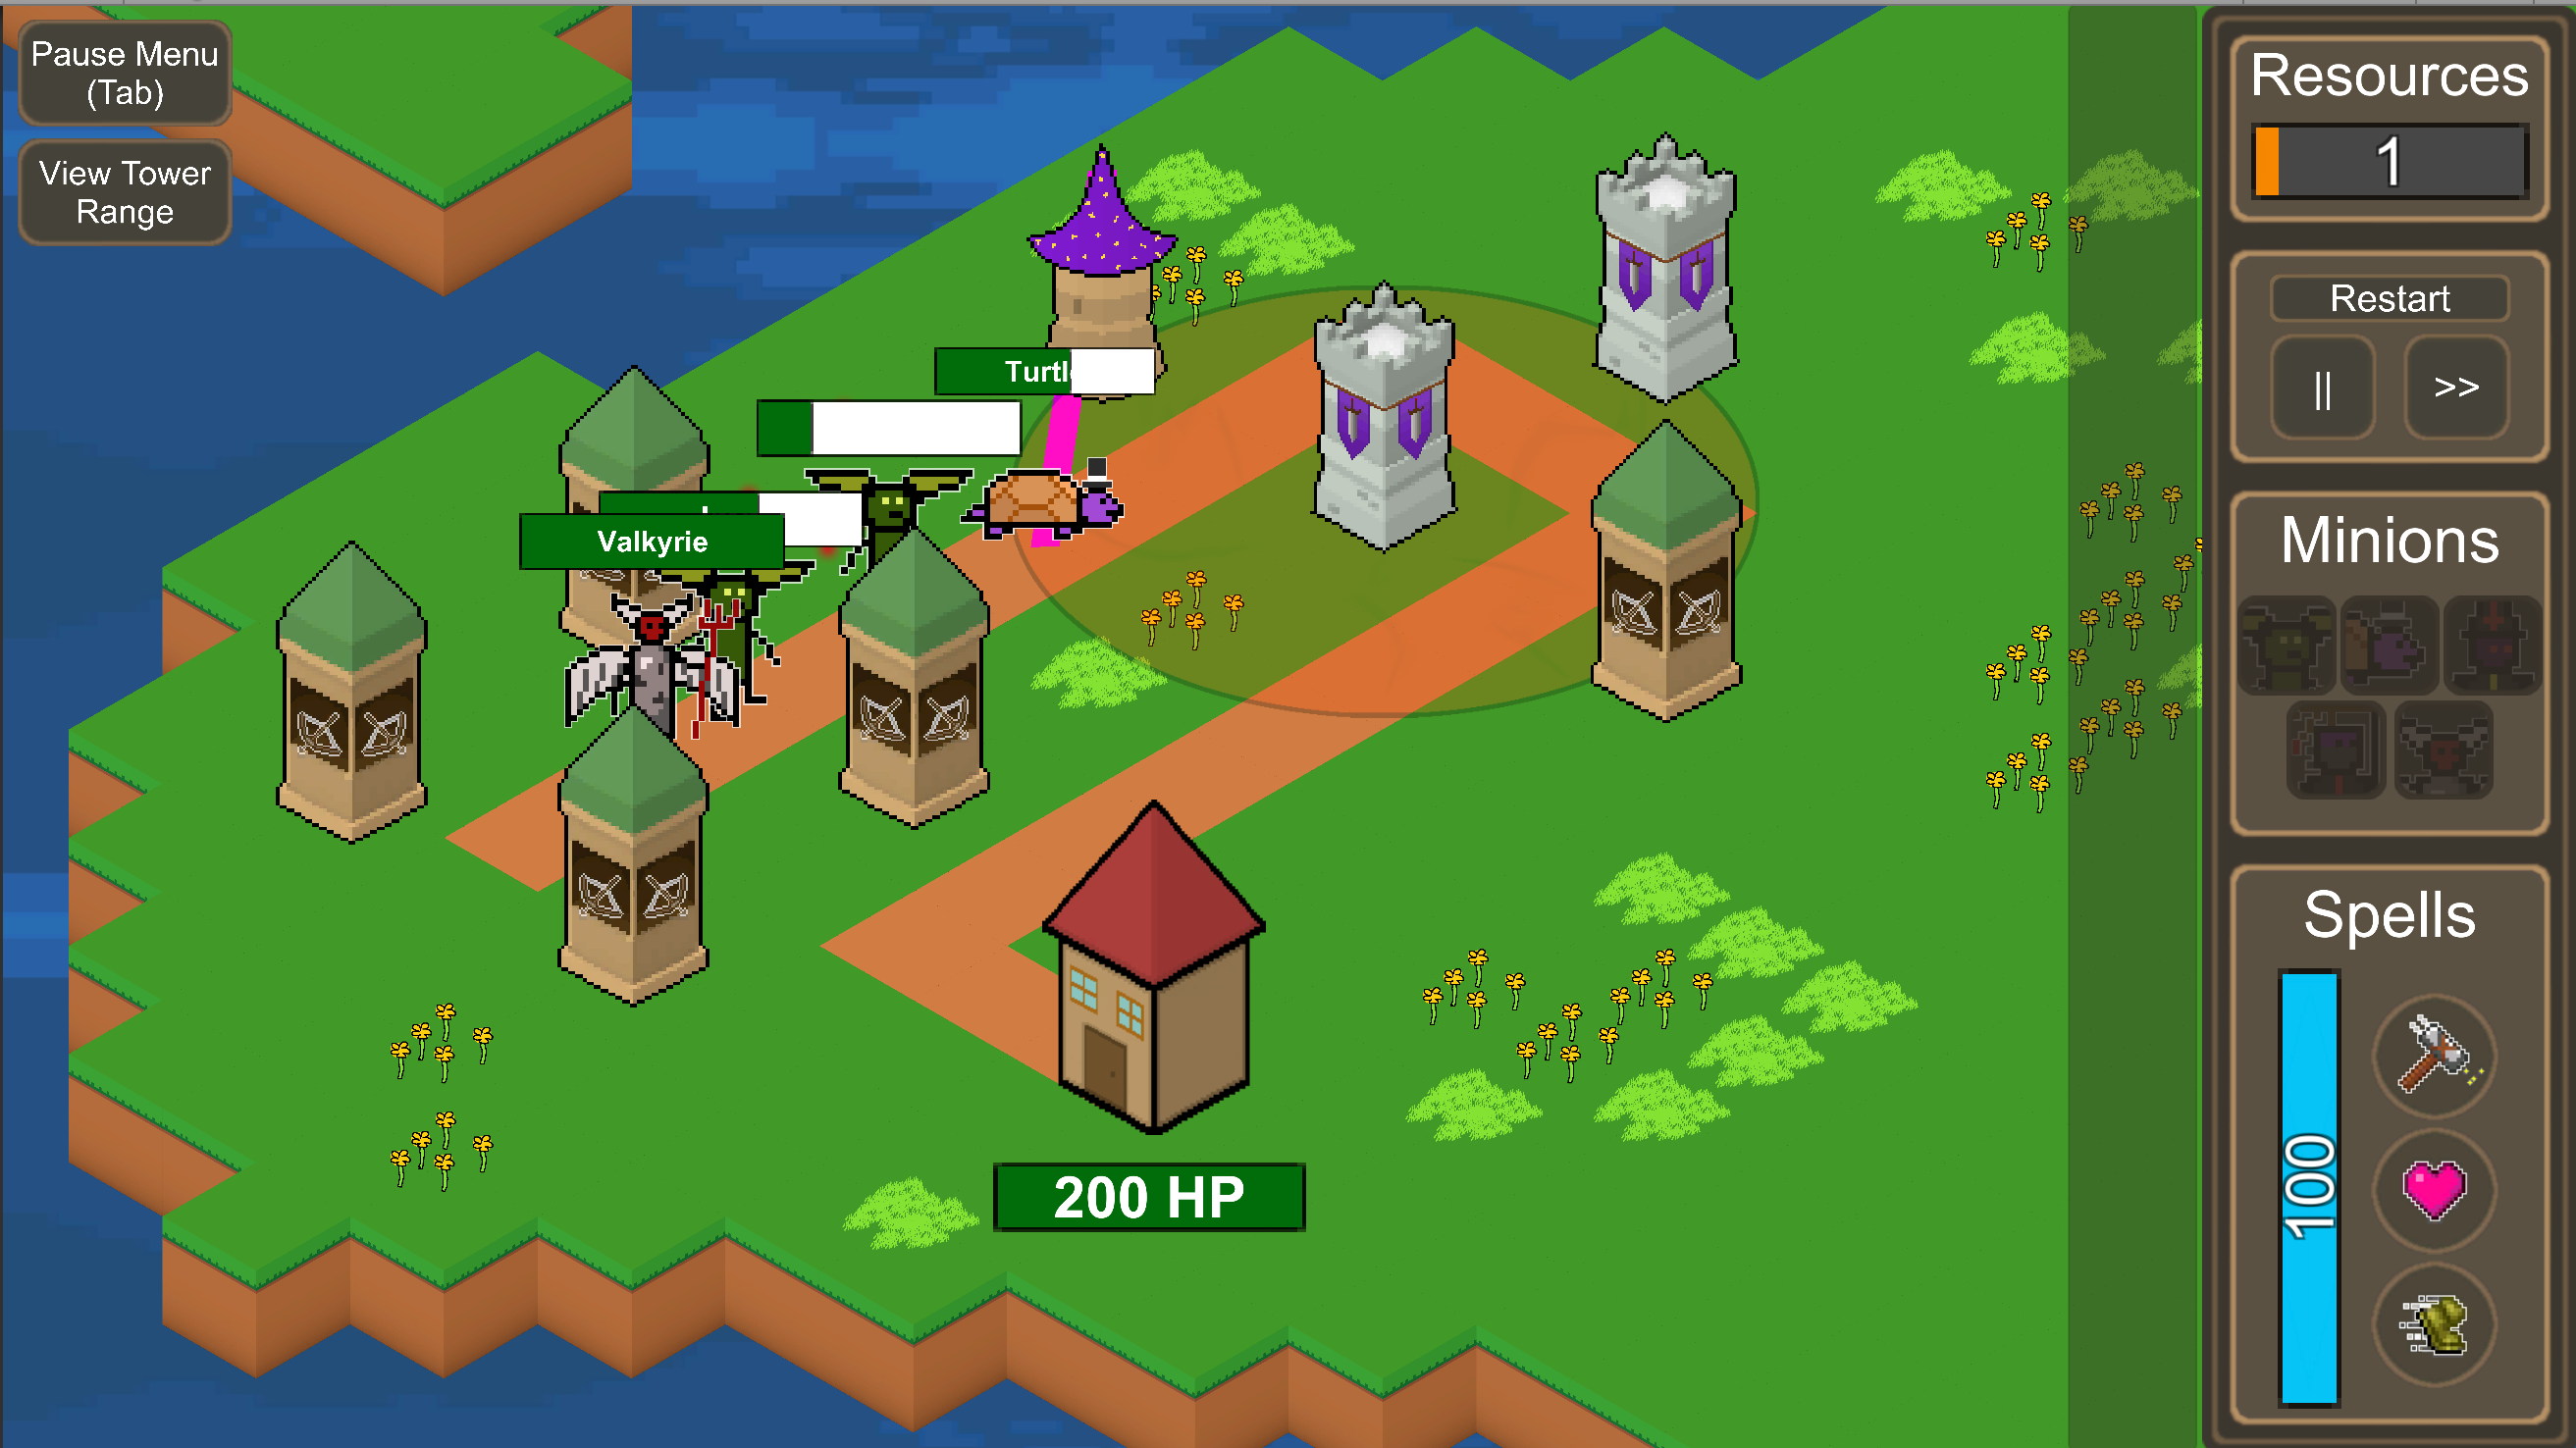 Pause Menu
(Tab)
View Tower
Range
Turtl
Valkyrie
200 HP
Resources
1
Restart
||
>>
Minions
Spells
100